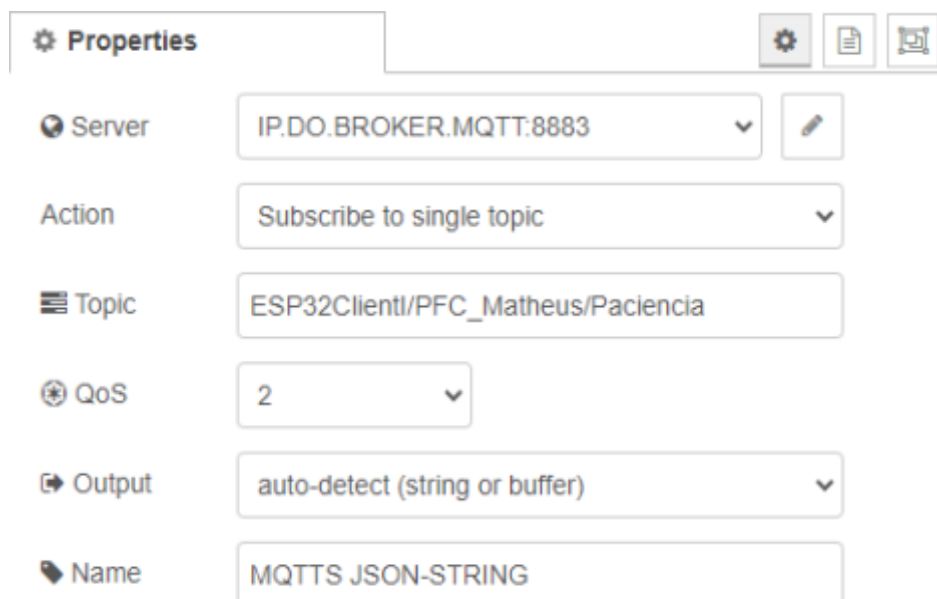 Properties
Server IP.DO.BROKER.MQTT:8883
Action Subscribe to single topic
Topic ESP32ClientI/PFC_Matheus/Paciencia
QoS 2
Output auto-detect (string or buffer)
Name MQTTS JSON-STRING